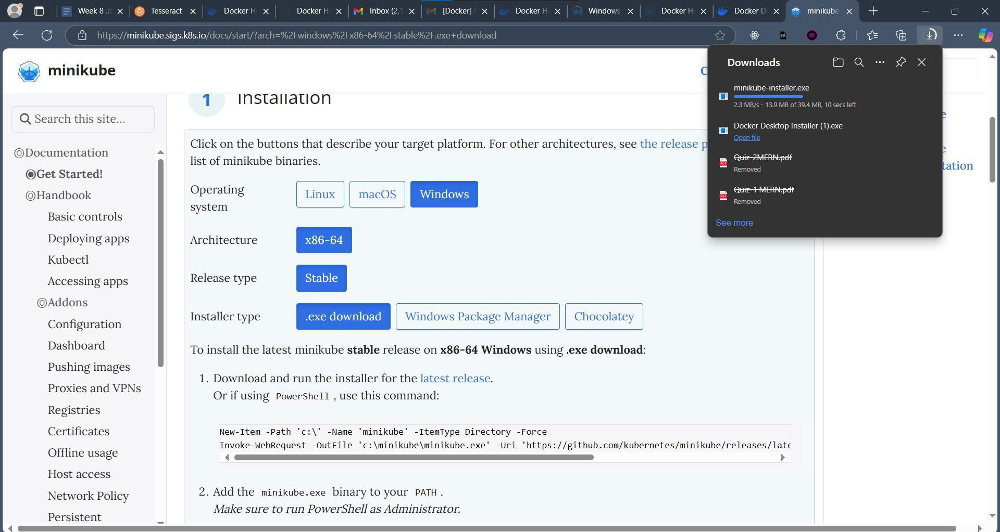 Week 8 .d
Tesseract
Docker H
Docker H
Inbox (2,1
[Docker]
Docker H
Windows
Docker H
Docker D
minikube
https://minikube.sigs.k8s.io/docs/start/?arch=%2Fwindows%2Fx86-64%2Fstable%2F.exe+download
minikube
Search this site...
Documentation
Get Started!
Handbook
Basic controls
Deploying apps
Kubectl
Accessing apps
Addons
Configuration
Dashboard
Pushing images
Proxies and VPNs
Registries
Certificates
Offline usage
Host access
Network Policy
Persistent
1 Installation
Click on the buttons that describe your target platform. For other architectures, see the release p
list of minikube binaries.
Operating
system
Linux
macOS
Windows
Architecture
x86-64
Release type
Stable
Installer type
.exe download
Windows Package Manager
Chocolatey
To install the latest minikube stable release on x86-64 Windows using .exe download:
1. Download and run the installer for the latest release.
Or if using PowerShell , use this command:
New-Item -Path 'c:\' -Name 'minikube' -ItemType Directory -Force
Invoke-WebRequest -OutFile 'c:\minikube\minikube.exe' -Uri 'https://github.com/kubernetes/minikube/releases/late
2. Add the minikube.exe binary to your PATH .
Make sure to run PowerShell as Administrator.
Downloads
minikube-installer.exe
2.3 MB/s - 13.9 MB of 39.4 MB, 10 secs left
Docker Desktop Installer (1).exe
Open file
Quiz-2MERN.pdf
Removed
Quiz-1 MERN.pdf
Removed
See more
e
e
tation